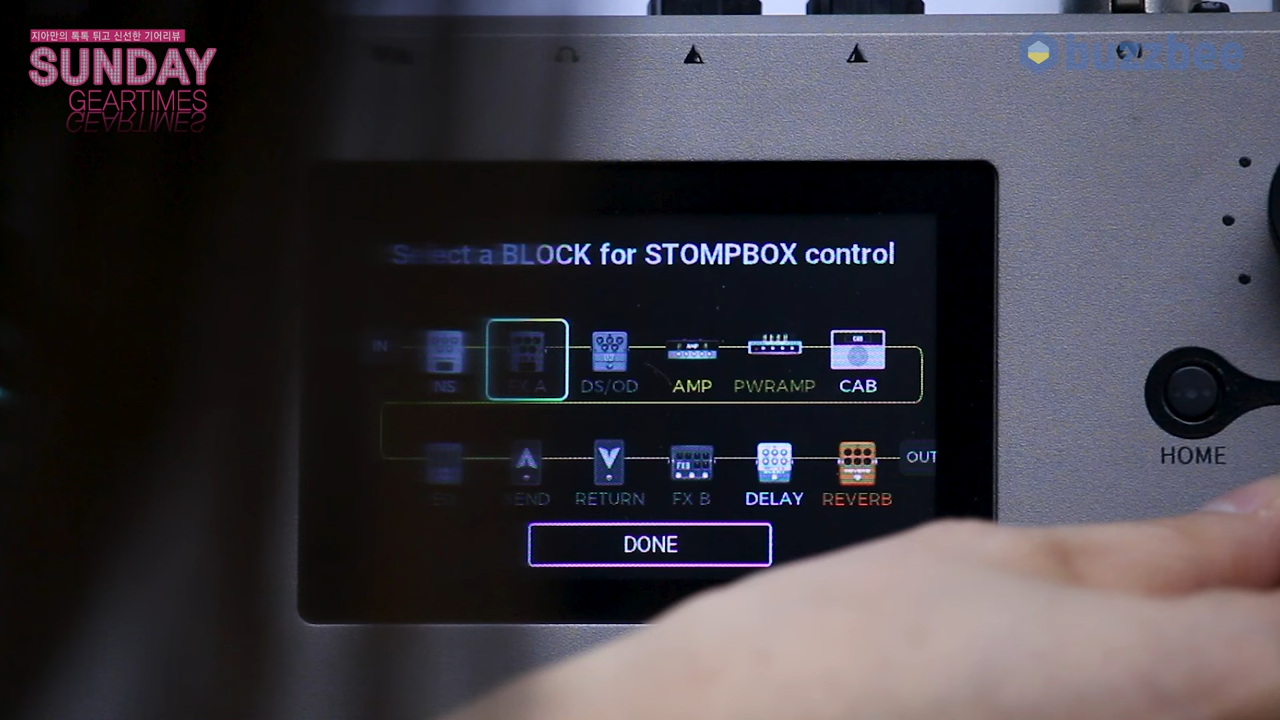 지아만의 톡톡 튀고 신선한 기어리뷰
SUNDAY
GEARTIMES
buzzbee
Select a BLOCK for STOMPBOX control
IN
NS
FX A
DS/OD
AMP
PWRAMP
CAB
SEND
RETURN
FX B
DELAY
REVERB
OUT
DONE
HOME